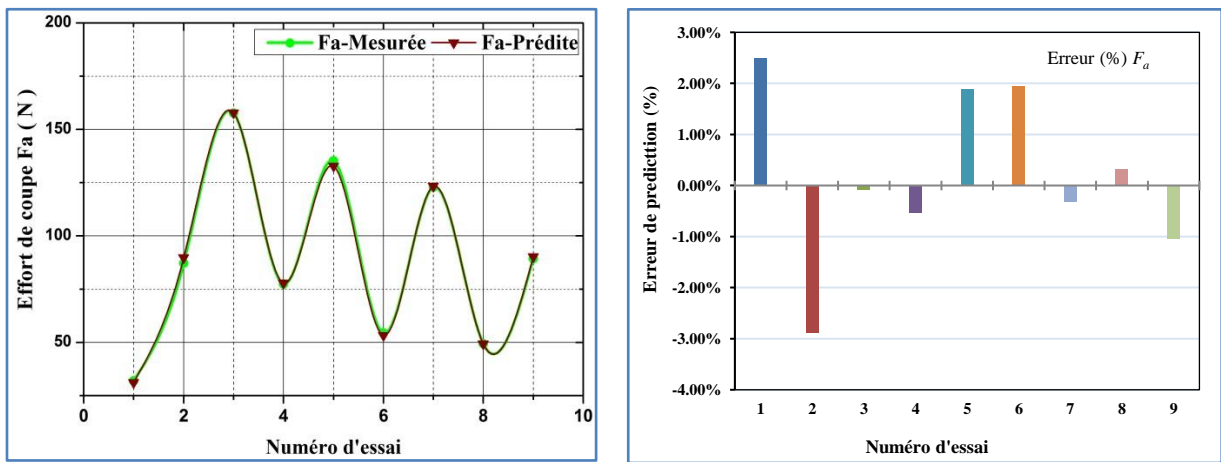 200
150
100
50
0
2
4
6
8
10
Fa-Mesurée
Fa-Prédite
Effort de coupe Fa ( N )
Numéro d'essai
3.00%
2.00%
1.00%
0.00%
-1.00%
-2.00%
-3.00%
-4.00%
Erreur (%) Fa
Erreur de predicttion (%)
1 2 3 4 5 6 7 8 9
Numéro d'essai